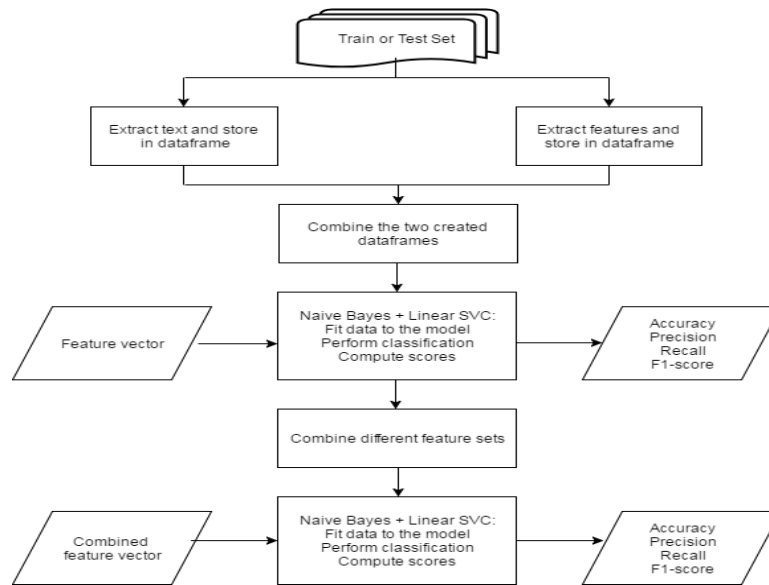 Train or Test Set
Extract text and store
in dataframe
Extract features and
store in dataframe
Combine the two created
dataframes
Feature vector
Naive Bayes + Linear SVC:
Fit data to the model
Perform classification
Compute scores
Accuracy
Precision
Recall
F1-score
Combine different feature sets
Combined
feature vector
Naive Bayes + Linear SVC:
Fit data to the model
Perform classification
Compute scores
Accuracy
Precision
Recall
F1-score